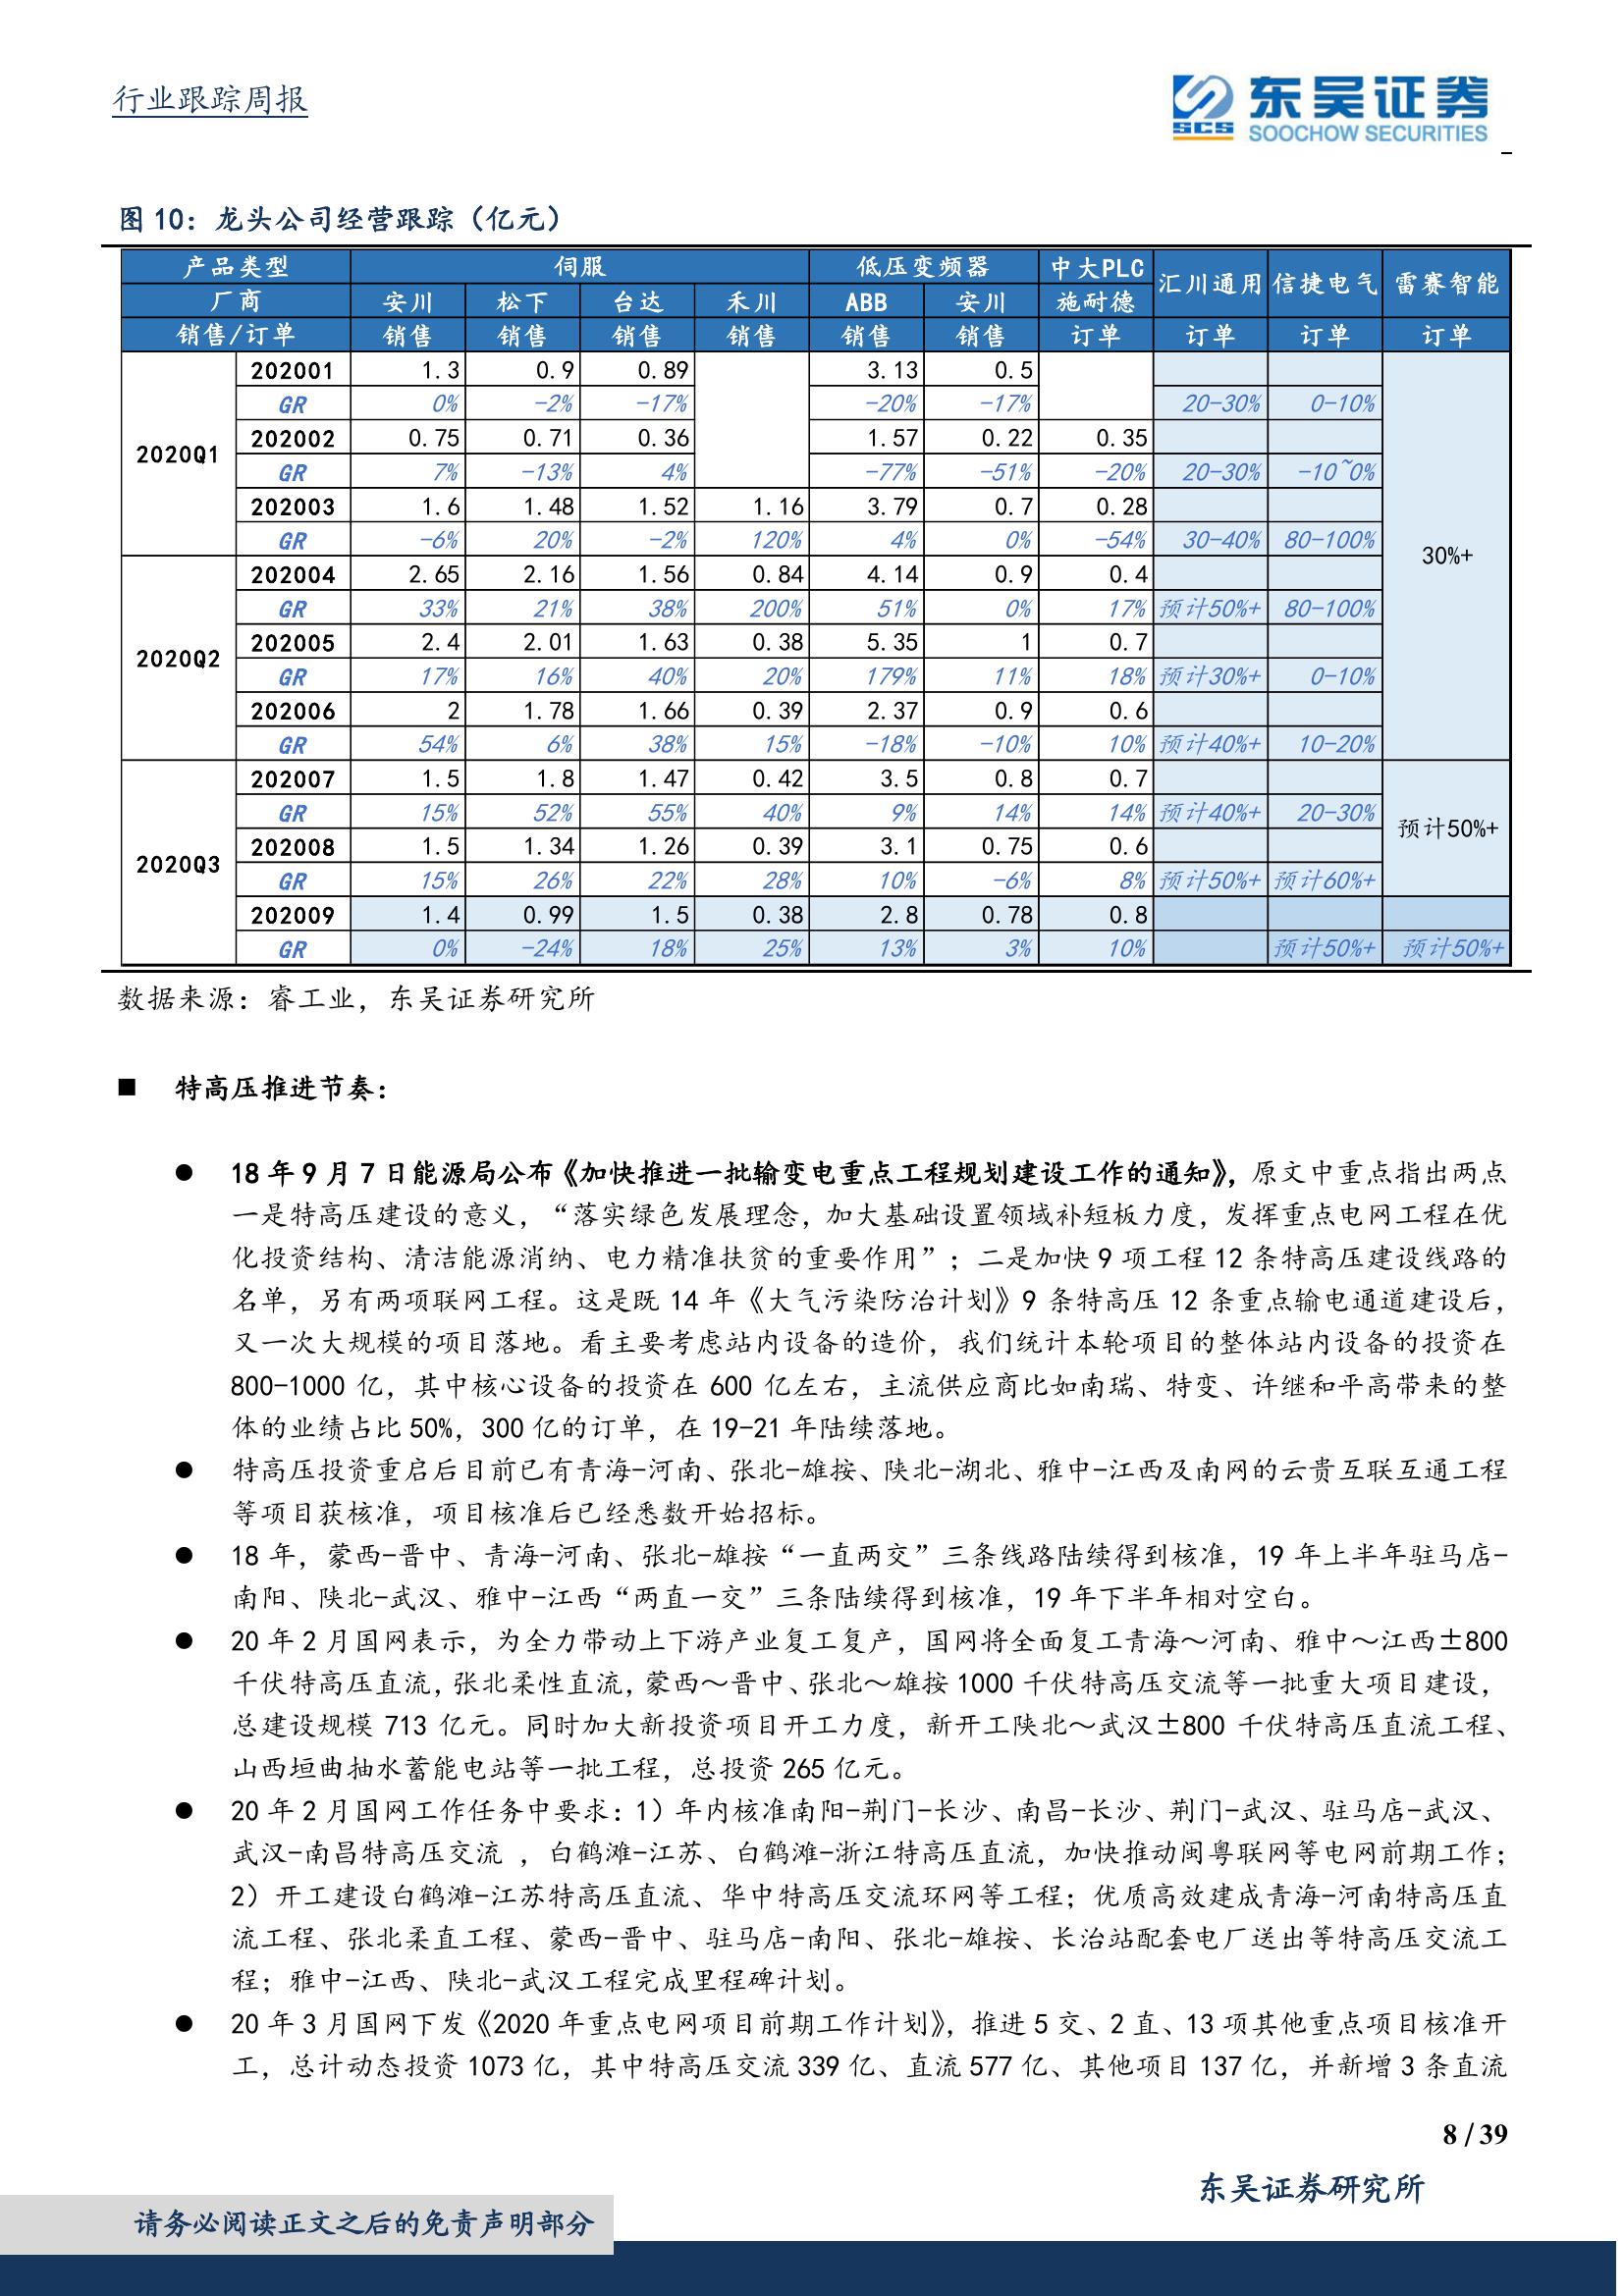 行业跟踪周报
东吴证券
SCS
SOOCHOW SECURITIES
图 10：龙头公司经营跟踪（亿元）
产品类型 伺服 低压变频器 中大PLC 汇川通用 信捷电气 雷赛智能
厂商 安川 松下 台达 禾川 ABB 安川 施耐德
销售/订单 销售 销售 销售 销售 销售 销售 订单 订单 订单 订单
2020Q1 202001 1.3 0.9 0.89 3.13 0.5 30%+
GR 0% -2% -17% -20% -17% 20-30% 0-10%
202002 0.75 0.71 0.36 1.57 0.22 0.35
GR 7% -13% 4% -77% -51% -20% 20-30% -10~0%
202003 1.6 1.48 1.52 1.16 3.79 0.7 0.28
GR -6% 20% -2% 120% 4% 0% -54% 30-40% 80-100%
2020Q2 202004 2.65 2.16 1.56 0.84 4.14 0.9 0.4
GR 33% 21% 38% 200% 51% 0% 17% 预计50%+ 80-100%
202005 2.4 2.01 1.63 0.38 5.35 1 0.7
GR 17% 16% 40% 20% 179% 11% 18% 预计30%+ 0-10%
202006 2 1.78 1.66 0.39 2.37 0.9 0.6
GR 54% 6% 38% 15% -18% -10% 10% 预计40%+ 10-20%
2020Q3 202007 1.5 1.8 1.47 0.42 3.5 0.8 0.7 预计50%+
GR 15% 52% 55% 40% 9% 14% 14% 预计40%+ 20-30%
202008 1.5 1.34 1.26 0.39 3.1 0.75 0.6
GR 15% 26% 22% 28% 10% -6% 8% 预计50%+ 预计60%+
202009 1.4 0.99 1.5 0.38 2.8 0.78 0.8
GR 0% -24% 18% 25% 13% 3% 10% 预计50%+ 预计50%+
数据来源：睿工业，东吴证券研究所
■ 特高压推进节奏：
● 18 年 9 月 7 日能源局公布《加快推进一批输变电重点工程规划建设工作的通知》，原文中重点指出两点
一是特高压建设的意义，“落实绿色发展理念，加大基础设置领域补短板力度，发挥重点电网工程在优
化投资结构、清洁能源消纳、电力精准扶贫的重要作用”；二是加快 9 项工程 12 条特高压建设线路的
名单，另有两项联网工程。这是既 14 年《大气污染防治计划》9 条特高压 12 条重点输电通道建设后，
又一次大规模的项目落地。看主要考虑站内设备的造价，我们统计本轮项目的整体站内设备的投资在
800-1000 亿，其中核心设备的投资在 600 亿左右，主流供应商比如南瑞、特变、许继和平高带来的整
体的业绩占比 50%，300 亿的订单，在 19-21 年陆续落地。
● 特高压投资重启后目前已有青海-河南、张北-雄按、陕北-湖北、雅中-江西及南网的云贵互联互通工程
等项目获核准，项目核准后已经悉数开始招标。
● 18 年，蒙西-晋中、青海-河南、张北-雄按“一直两交”三条线路陆续得到核准，19 年上半年驻马店-
南阳、陕北-武汉、雅中-江西“两直一交”三条陆续得到核准，19 年下半年相对空白。
● 20 年 2 月国网表示，为全力带动上下游产业复工复产，国网将全面复工青海～河南、雅中～江西±800
千伏特高压直流，张北柔性直流，蒙西～晋中、张北～雄按 1000 千伏特高压交流等一批重大项目建设，
总建设规模 713 亿元。同时加大新投资项目开工力度，新开工陕北～武汉±800 千伏特高压直流工程、
山西垣曲抽水蓄能电站等一批工程，总投资 265 亿元。
● 20 年 2 月国网工作任务中要求：1）年内核准南阳-荆门-长沙、南昌-长沙、荆门-武汉、驻马店-武汉、
武汉-南昌特高压交流 ，白鹤滩-江苏、白鹤滩-浙江特高压直流，加快推动闽粤联网等电网前期工作；
2）开工建设白鹤滩-江苏特高压直流、华中特高压交流环网等工程；优质高效建成青海-河南特高压直
流工程、张北柔直工程、蒙西-晋中、驻马店-南阳、张北-雄按、长治站配套电厂送出等特高压交流工
程；雅中-江西、陕北-武汉工程完成里程碑计划。
● 20 年 3 月国网下发《2020 年重点电网项目前期工作计划》，推进 5 交、2 直、13 项其他重点项目核准开
工，总计动态投资 1073 亿，其中特高压交流 339 亿、直流 577 亿、其他项目 137 亿，并新增 3 条直流
8 / 39
东吴证券研究所
请务必阅读正文之后的免责声明部分